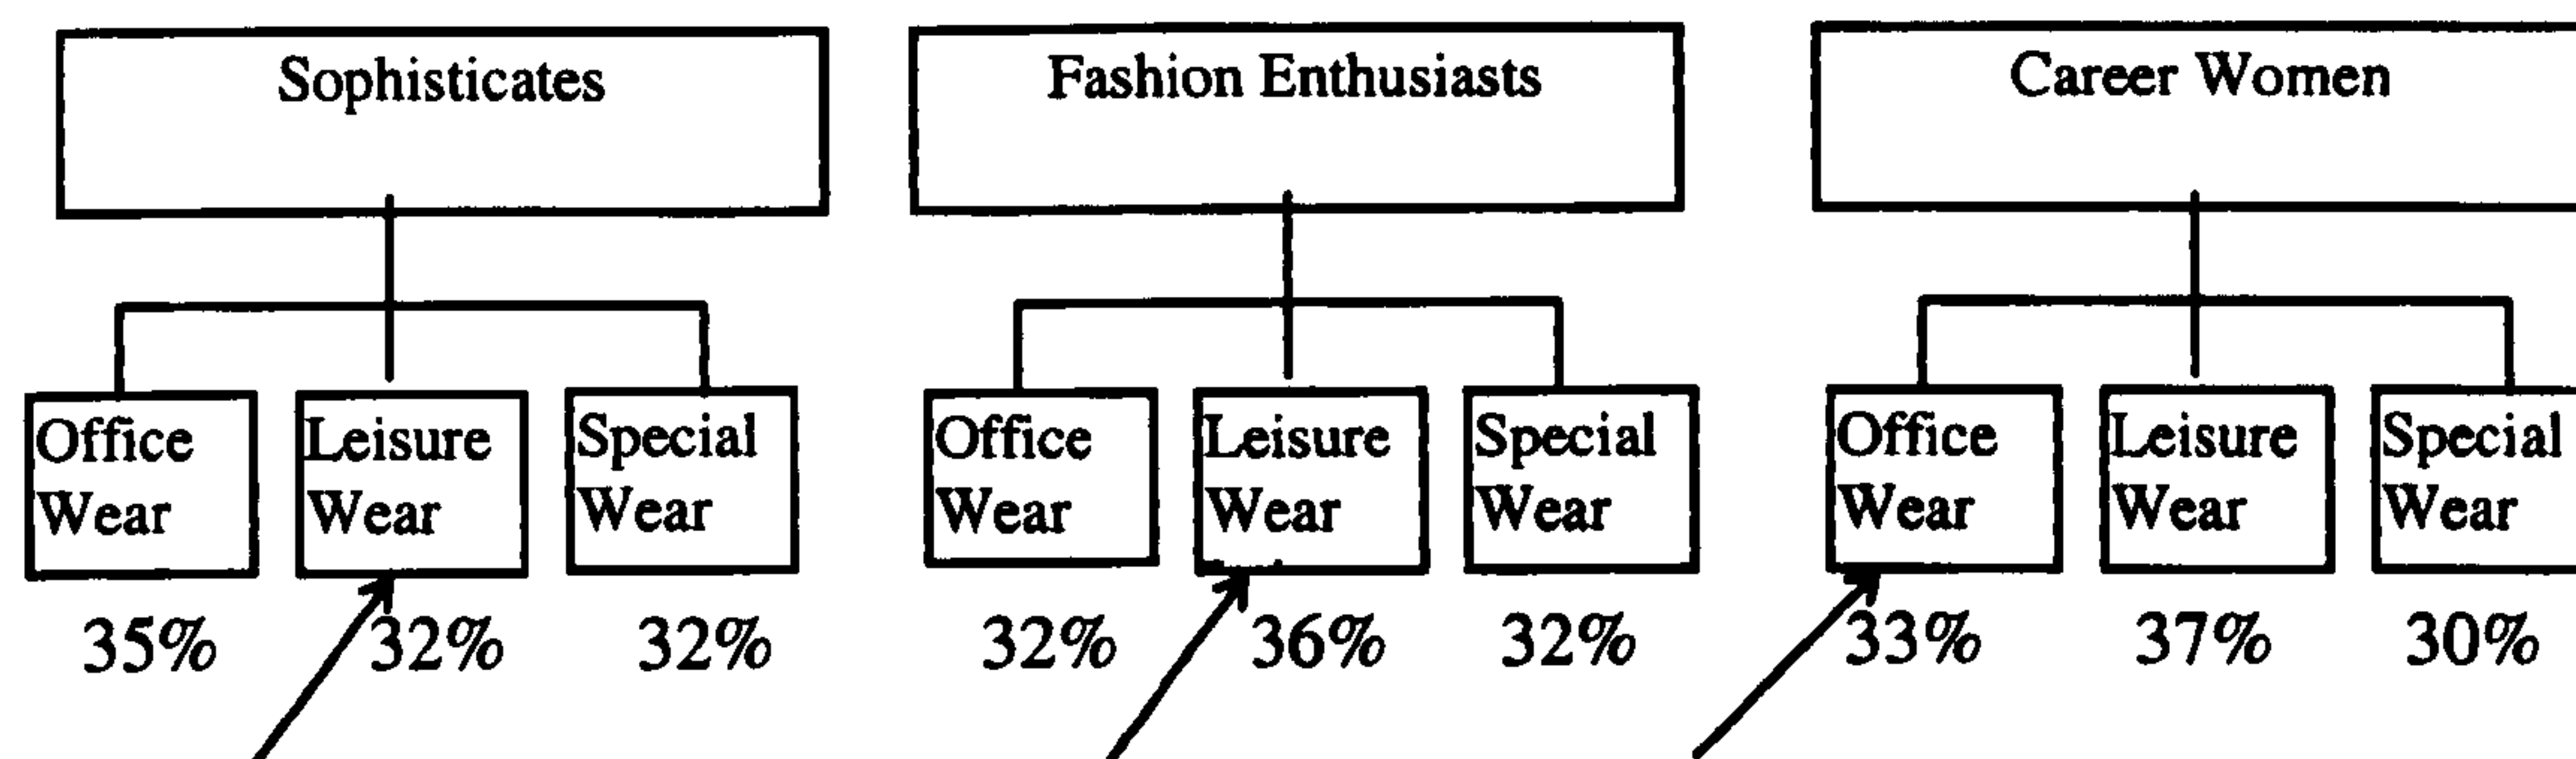 Sophisticates Fashion Enthusiasts Career Women
Office Leisure Special Office Leisure Special Office Leisure Special
Wear Wear Wear Wear Wear Wear Wear Wear Wear
35% 32% 32% 32% 36% 32% 33% 37% 30%